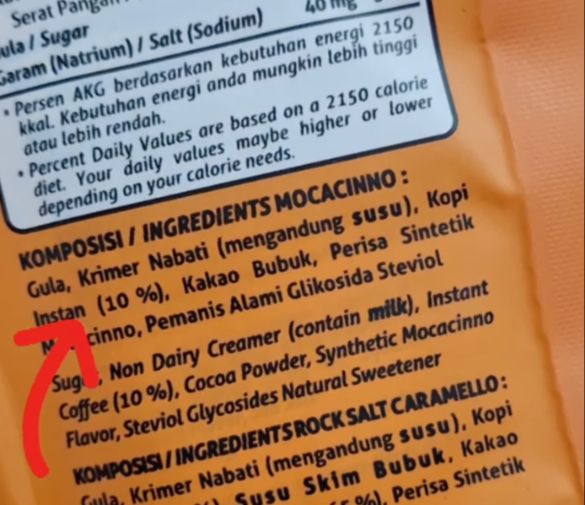 Serat Pangan
ula / Sugar
Garam (Natrium) / Salt (Sodium) 40 mg
• Persen AKG berdasarkan kebutuhan energi 2150
kkal. Kebutuhan energi anda mungkin lebih tinggi
atau lebih rendah.
• Percent Daily Values are based on a 2150 calorie
diet. Your daily values maybe higher or lower
depending on your calorie needs.
KOMPOSISI / INGREDIENTS MOCACINNO :
Gula, Krimer Nabati (mengandung susu), Kopi
Instan (10 %), Kakao Bubuk, Perisa Sintetik
cinno, Pemanis Alami Glikosida Steviol
Suga, Non Dairy Creamer (contain milk), Instant
Coffee (10 %), Cocoa Powder, Synthetic Mocacinno
Flavor, Steviol Glycosides Natural Sweetener
KOMPOSISI / INGREDIENTS ROCK SALT CARAMELLO :
Gula, Krimer Nabati (mengandung susu), Kopi
%), Susu Skim Bubuk, Kakao
%), Perisa Sintetik